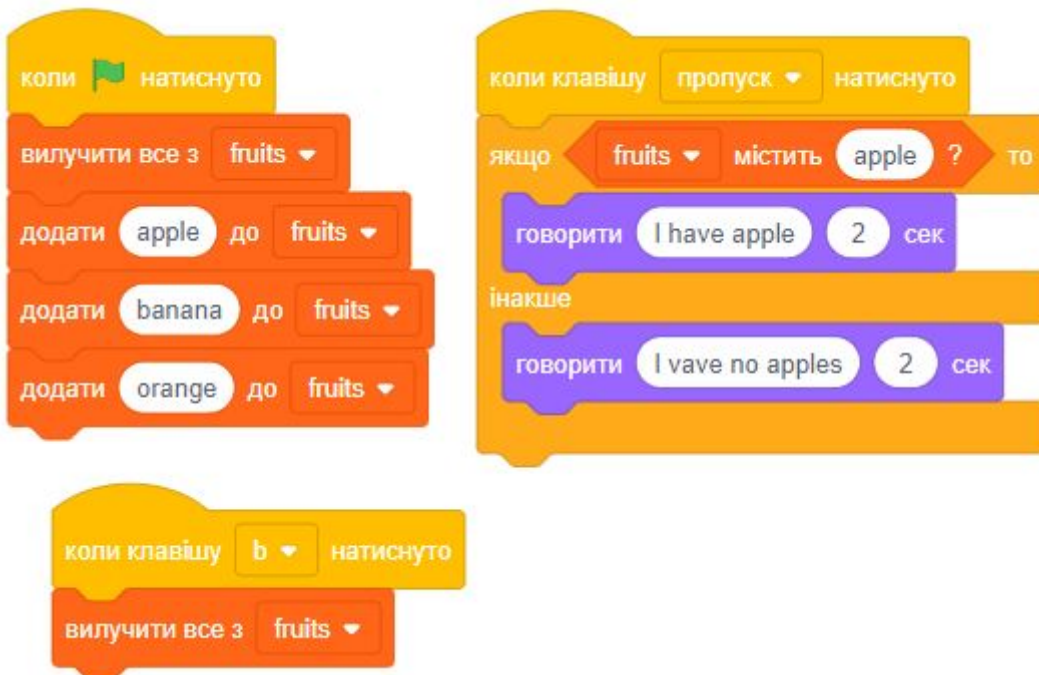 коли натиснуто
вилучити все з fruits
додати apple до fruits
додати banana до fruits
додати orange до fruits
коли клавішу пропуск натиснуто
якщо fruits містить apple ? то
говорити I have apple 2 сек
інакше
говорити I vave no apples 2 сек
коли клавішу b натиснуто
вилучити все з fruits